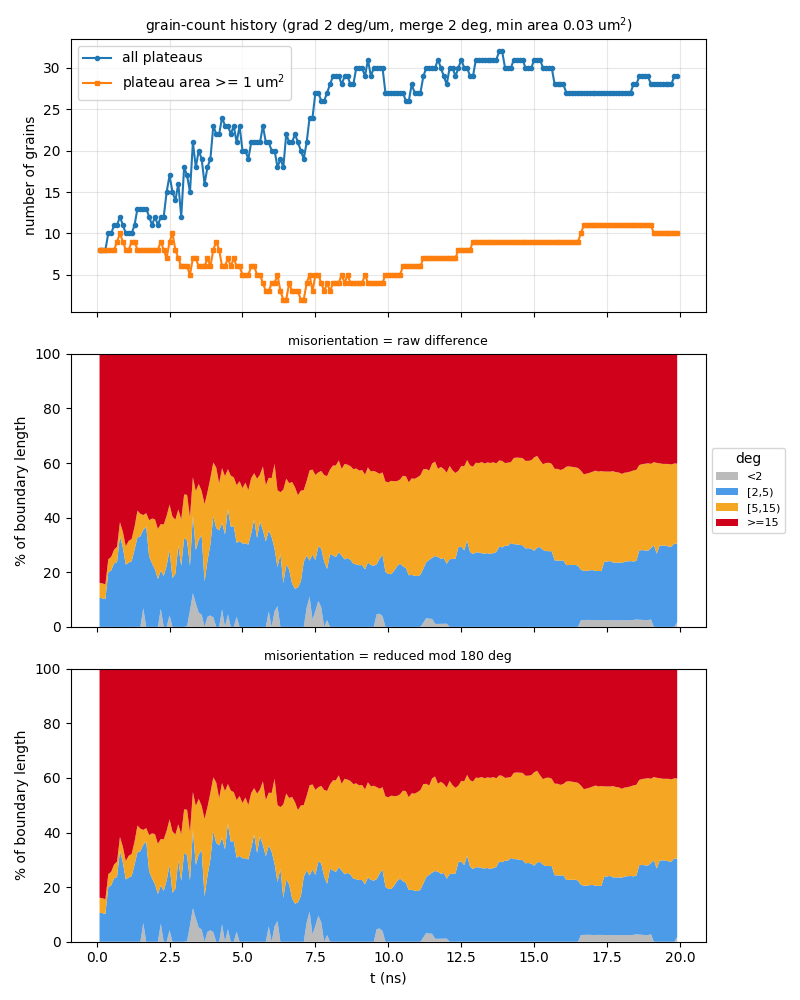 grain-count history (grad 2 deg/um, merge 2 deg, min area 0.03 um²)
all plateaus
plateau area >= 1 um²
number of grains
30
25
20
15
10
5
misorientation = raw difference
% of boundary length
100
80
60
40
20
0
deg
<2
[2,5)
[5,15)
>=15
misorientation = reduced mod 180 deg
% of boundary length
100
80
60
40
20
0
0.0 2.5 5.0 7.5 10.0 12.5 15.0 17.5 20.0
t (ns)